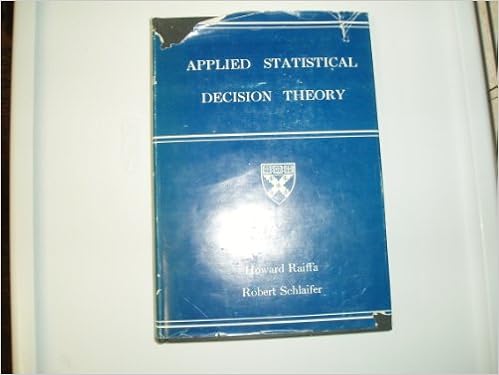 APPLIED STATISTICAL
DECISION THEORY
Howard Raiffa
Robert Schlaifer